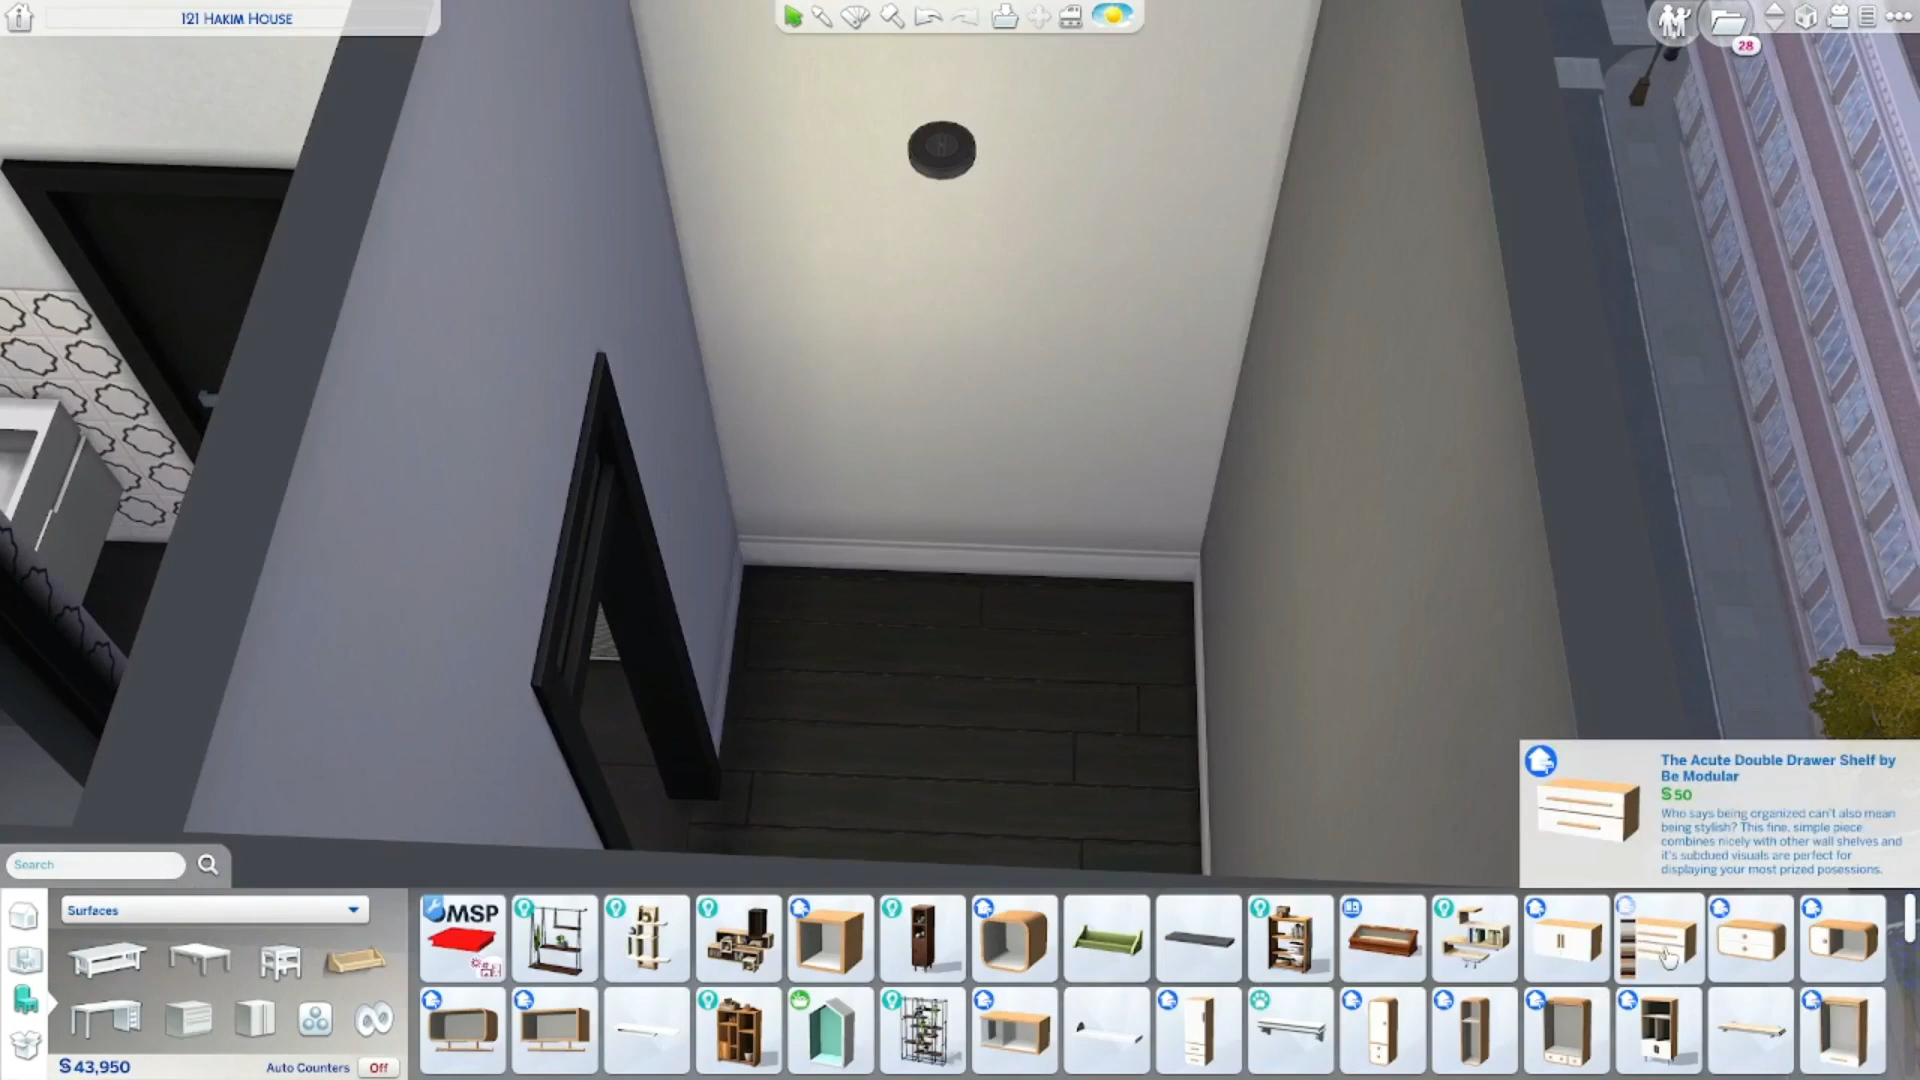 121 Hakim House
28
The Acute Double Drawer Shelf by
Be Modular
§50
Who says being organized can't also mean
being stylish? This fine, simple piece
combines nicely with other wall shelves and
it's subdued visuals are perfect for
displaying your most prized posessions.
Search
Surfaces
MSP
§43,950
Auto Counters
Off